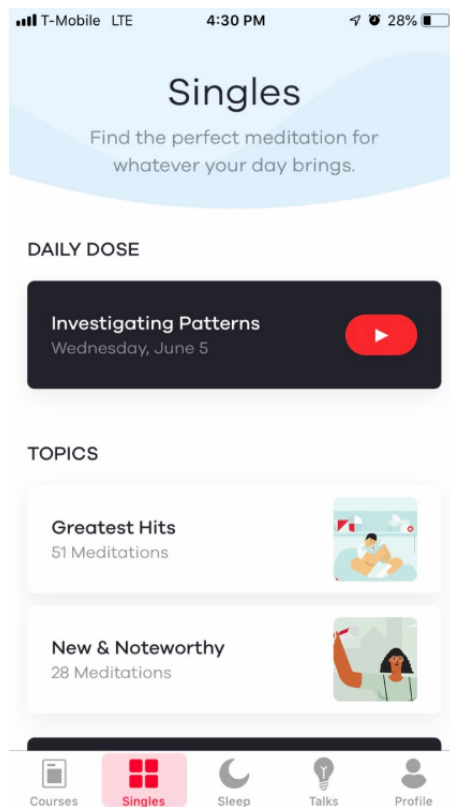 T-Mobile LTE 4:30 PM 28%
Singles
Find the perfect meditation for
whatever your day brings.
DAILY DOSE
Investigating Patterns
Wednesday, June 5
TOPICS
Greatest Hits
51 Meditations
New & Noteworthy
28 Meditations
Courses Singles Sleep Talks Profile